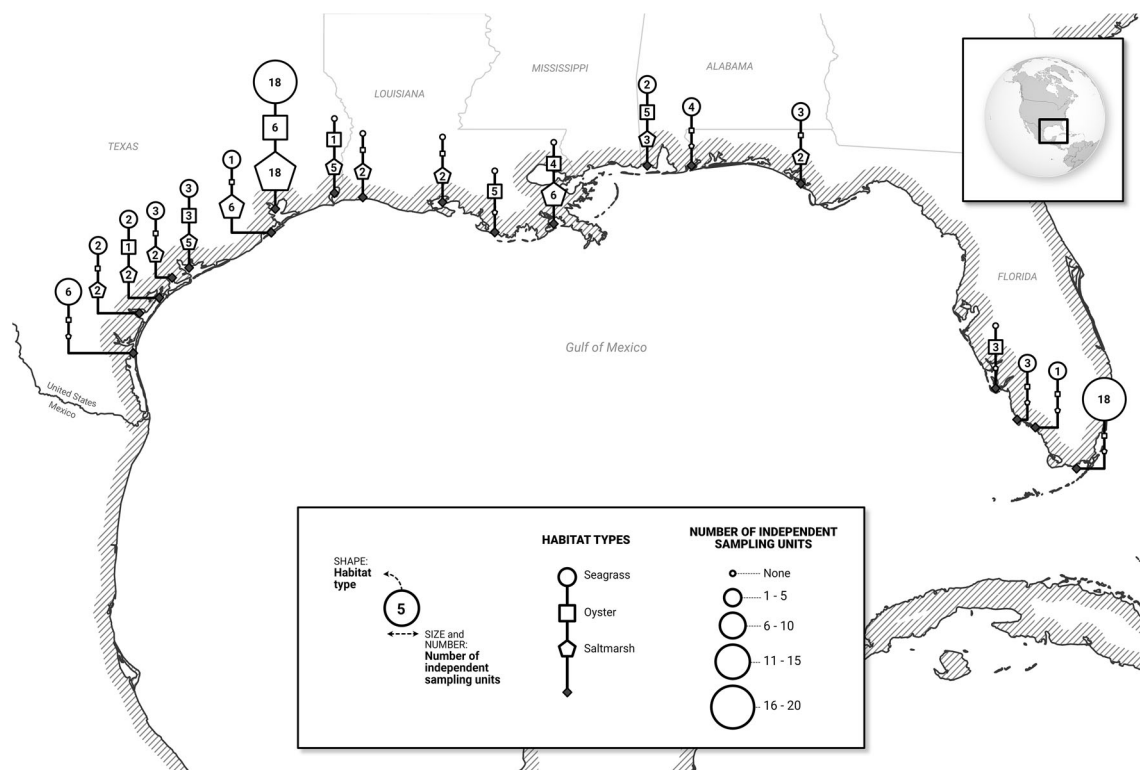 MISSISSIPPI
ALABAMA
LOUISIANA
TEXAS
FLORIDA
Gulf of Mexico
United States
Mexico
6
2
2
2
1
2
3
2
3
3
5
1
6
18
6
18
1
5
2
2
5
4
6
2
5
3
4
3
2
3
3
1
18
SHAPE:
Habitat
type
5
SIZE and
NUMBER:
Number of
independent
sampling units
HABITAT TYPES
Seagrass
Oyster
Saltmarsh
NUMBER OF INDEPENDENT
SAMPLING UNITS
None
1 - 5
6 - 10
11 - 15
16 - 20